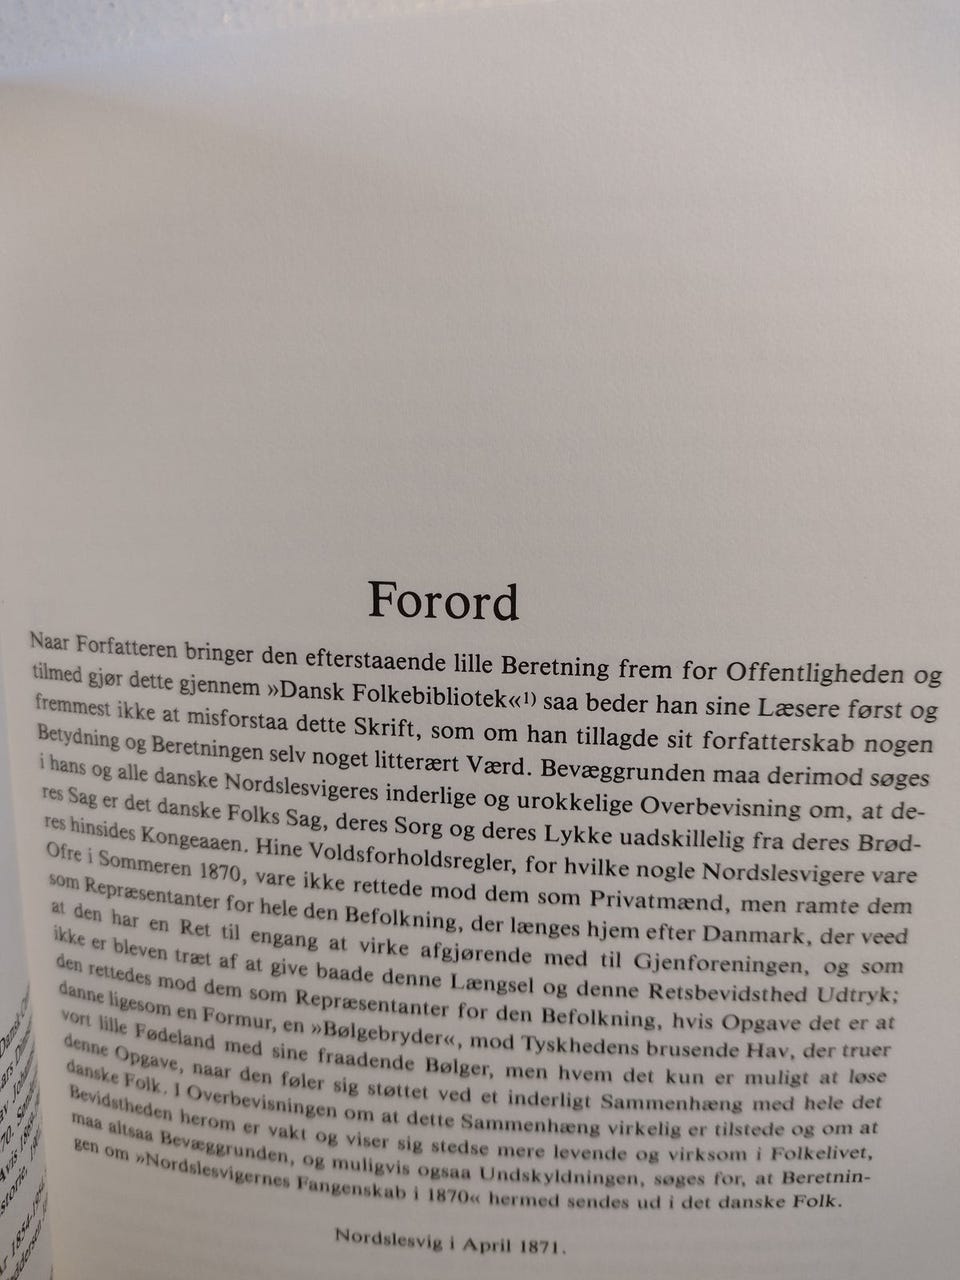 Forord
Naar Forfatteren bringer den efterstaaende lille Beretning frem for Offentligheden og
tilmed gjør dette gjennem »Dansk Folkebibliotek«¹) saa beder han sine Læsere først og
fremmest ikke at misforstaa dette Skrift, som om han tillagde sit forfatterskab nogen
Betydning og Beretningen selv noget litterært Værd. Bevæggrunden maa derimod søges
i hans og alle danske Nordslesvigeres inderlige og urokkelige Overbevisning om, at de-
res Sag er det danske Folks Sag, deres Sorg og deres Lykke uadskillelig fra deres Brød-
res hinsides Kongeaaen. Hine Voldsforholdsregler, for hvilke nogle Nordslesvigere vare
Ofre i Sommeren 1870, vare ikke rettede mod dem som Privatmænd, men ramte dem
som Repræsentanter for hele den Befolkning, der længes hjem efter Danmark, der veed
at den har en Ret til engang at virke afgjørende med til Gjenforeningen, og som
ikke er bleven træt af at give baade denne Længsel og denne Retsbevidsthed Udtryk;
den rettedes mod dem som Repræsentanter for den Befolkning, hvis Opgave det er at
danne ligesom en Formur, en »Bølgebryder«, mod Tyskhedens brusende Hav, der truer
vort lille Fødeland med sine fraadende Bølger, men hvem det kun er muligt at løse
denne Opgave, naar den føler sig støttet ved et inderligt Sammenhæng med hele det
danske Folk. I Overbevisningen om at dette Sammenhæng virkelig er tilstede og om at
Bevidstheden herom er vakt og viser sig stedse mere levende og virksom i Folkelivet,
maa altsaa Bevæggrunden, og muligvis ogsaa Undskyldningen, søges for, at Beretnin-
gen om »Nordslesvigernes Fangenskab i 1870« hermed sendes ud i det danske Folk.
Nordslesvig i April 1871.